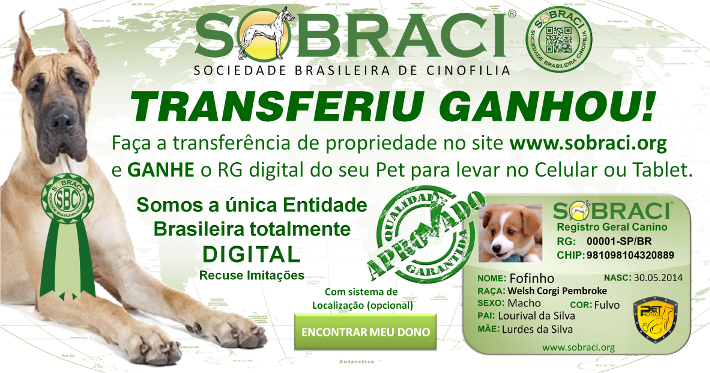 SOBRACI®
SOCIEDADE BRASILEIRA DE CINOFILIA
TRANSFERIU GANHOU!
Faça a transferência de propriedade no site www.sobraci.org
e GANHE o RG digital do seu Pet para levar no Celular ou Tablet.
SOBRACI
SBC
Somos a única Entidade
Brasileira totalmente
DIGITAL
Recuse Imitações
QUALIDADE
APROVADO
GARANTIDA
Com sistema de
Localização (opcional)
ENCONTRAR MEU DONO
SOBRACI®
Registro Geral Canino
RG: 00001-SP/BR
CHIP: 981098104320889
NOME: Fofinho NASC: 30.05.2014
RAÇA: Welsh Corgi Pembroke
SEXO: Macho COR: Fulvo
PAI: Lourival da Silva
MÃE: Lurdes da Silva
PET
www.sobraci.org
Antarctica